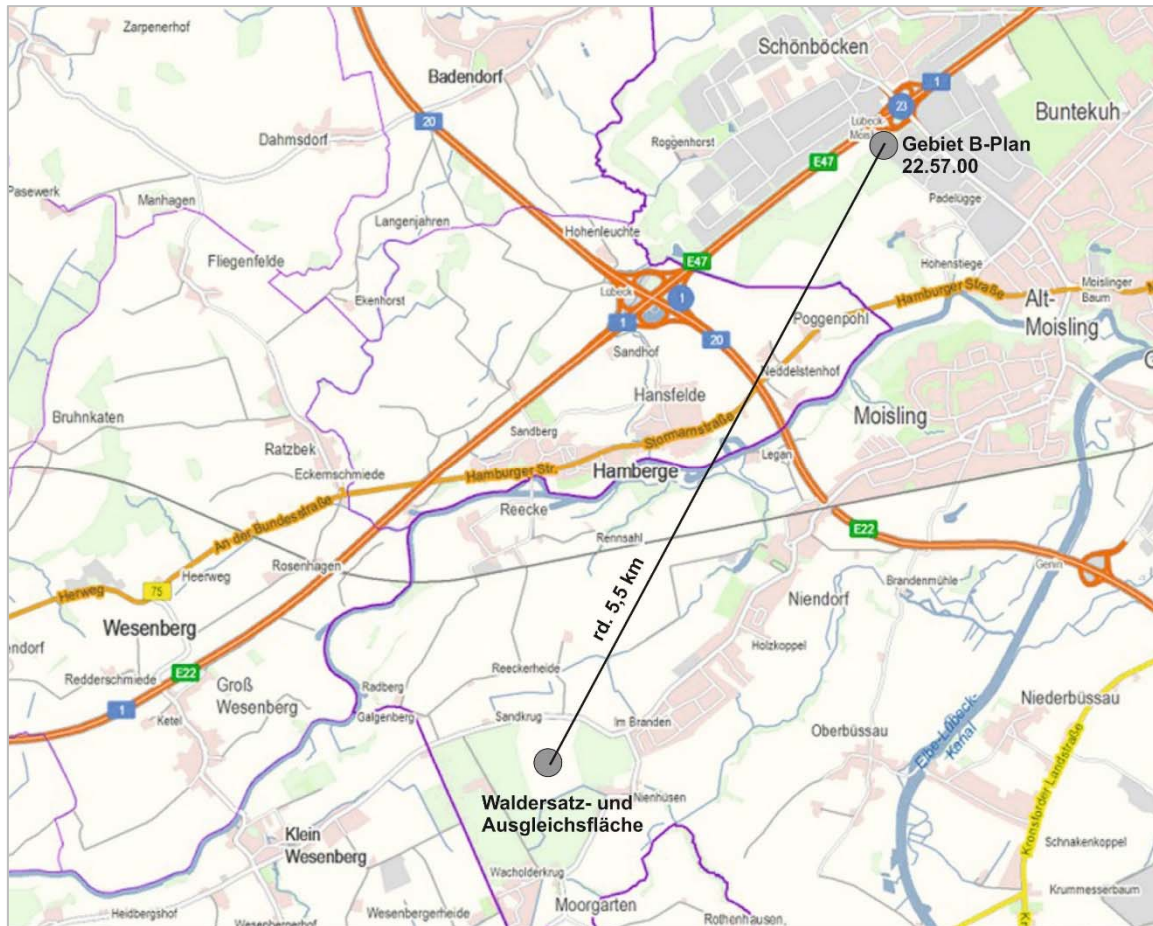 Zarpenerhof
Badendorf
Schönböcken
1
23
Buntekuh
20
Dahmsdorf
Roggenhorst
Lübeck
Gebiet B-Plan
22.57.00
E47
Pasewerk
Manhagen
Padelügge
Langenjahren
Hohenleuchte
Fliegenfelde
E47
Hohenstiege
Moislinger
Baum
Ekenhorst
Lübeck
1
Hamburger Straße
Alt-
Moisling
1
Poggenpohl
20
Sandhof
Neddelstenhof
Hansfelde
Bruhnkaten
Moisling
Ratzbek
Sandberg
Stormarnstraße
Eckernschmiede
Hamburger Str.
Hamberge
Legan
Reecke
An der Bundesstraße
E22
Rennsahl
Rosenhagen
Heerweg
Genin
Herweg
75
Brandenmühle
rd. 5,5 km
Niendorf
Wesenberg
Holzkoppel
Redderschmiede
E22
Reeckerheide
Groß
Wesenberg
Radberg
Niederbüssau
1
Ketel
Galgenberg
Sandkrug
Im Branden
Oberbüssau
Elbe-Lübeck-
Kanal
Kronsforder Landstraße
Waldersatz- und
Ausgleichsfläche
Nienhüsen
Klein
Wesenberg
Schnakenkoppel
Wacholderkrug
Krummesserbaum
Moorgarten
Heidbergshof
Wesenbergerheide
Rothenhausen